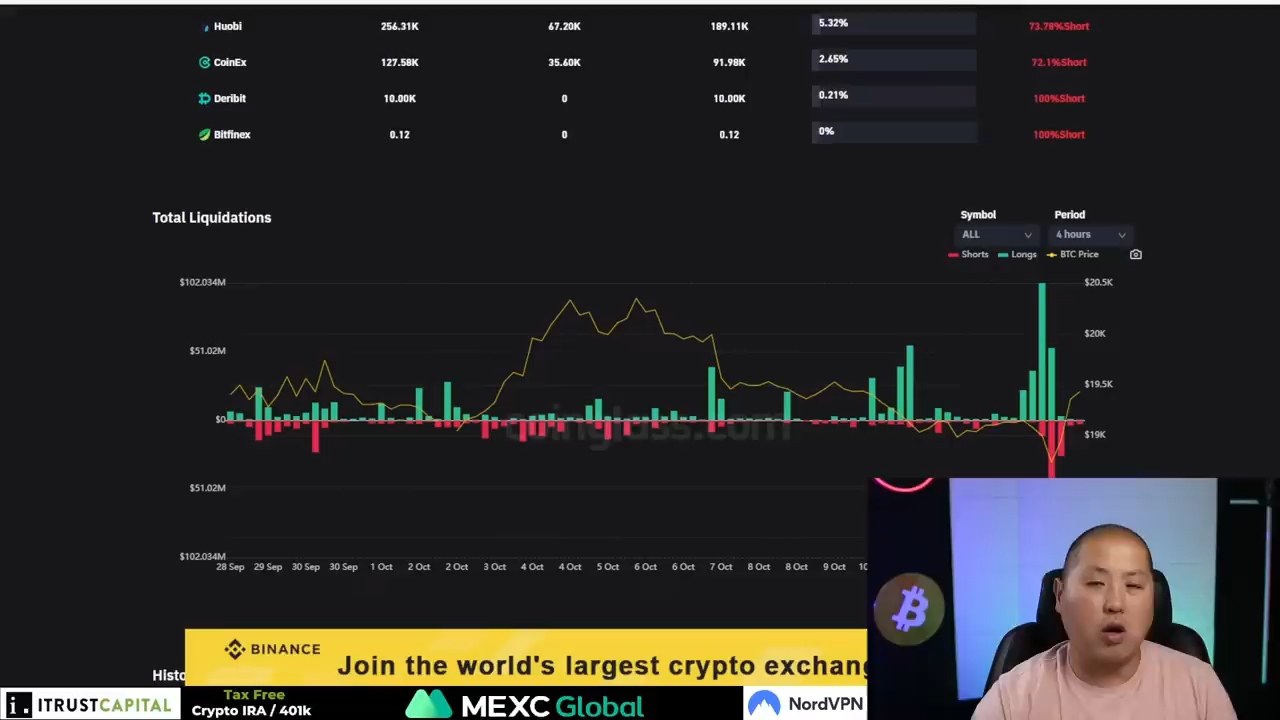 Huobi 256.31K 67.20K 189.11K 5.32% 73.78%Short
CoinEx 127.58K 35.60K 91.98K 2.65% 72.1%Short
Deribit 10.00K 0 10.00K 0.21% 100%Short
Bitfinex 0.12 0 0.12 0% 100%Short
Total Liquidations
Symbol Period
ALL 4 hours
Shorts Longs BTC Price
$102.034M $20.5K
$51.02M $20K
$19.5K
$0 $19K
coinglass.com
$51.02M
$102.034M
28 Sep 29 Sep 30 Sep 30 Sep 1 Oct 2 Oct 2 Oct 3 Oct 4 Oct 4 Oct 5 Oct 6 Oct 6 Oct 7 Oct 8 Oct 8 Oct 9 Oct 10
BINANCE
Join the world's largest crypto exchang
Histo
i. ITRUSTCAPITAL
Tax Free
Crypto IRA / 401k
MEXC Global
NordVPN